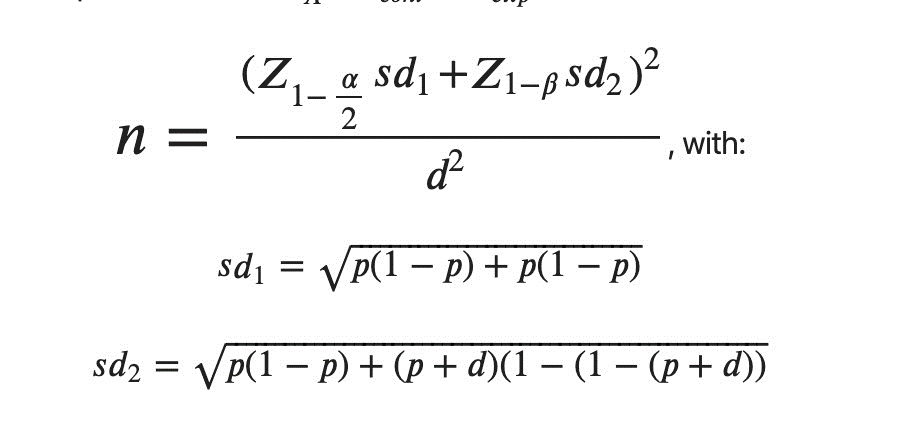 n = (Z_{1-α/2} sd₁ + Z_{1-β} sd₂)² / d² , with:
sd₁ = √(p(1 − p) + p(1 − p))
sd₂ = √(p(1 − p) + (p + d)(1 − (1 − (p + d)))